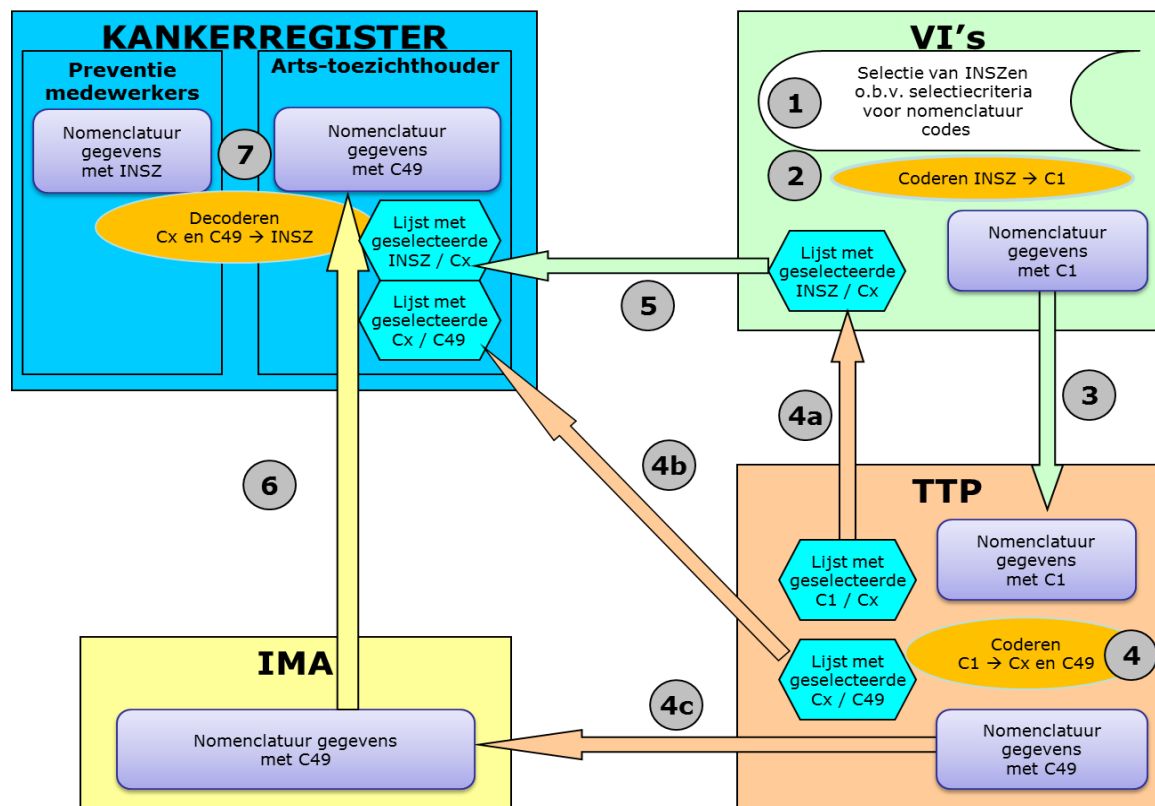 KANKERREGISTER
Preventie
medewerkers
Nomenclatuur
gegevens
met INSZ
7
Arts-toezichthouder
Nomenclatuur
gegevens
met C49
Decoderen
Cx en C49 → INSZ
Lijst met
geselecteerde
INSZ / Cx
Lijst met
geselecteerde
Cx / C49
VI’s
1
Selectie van INSZen
o.b.v. selectiecriteria
voor nomenclatuur
codes
2
Coderen INSZ → C1
Lijst met
geselecteerde
INSZ / Cx
Nomenclatuur
gegevens
met C1
5
3
4a
4b
6
TTP
Nomenclatuur
gegevens
met C1
Lijst met
geselecteerde
C1 / Cx
Coderen
C1 → Cx en C49
4
Lijst met
geselecteerde
Cx / C49
Nomenclatuur
gegevens
met C49
4c
IMA
Nomenclatuur gegevens
met C49